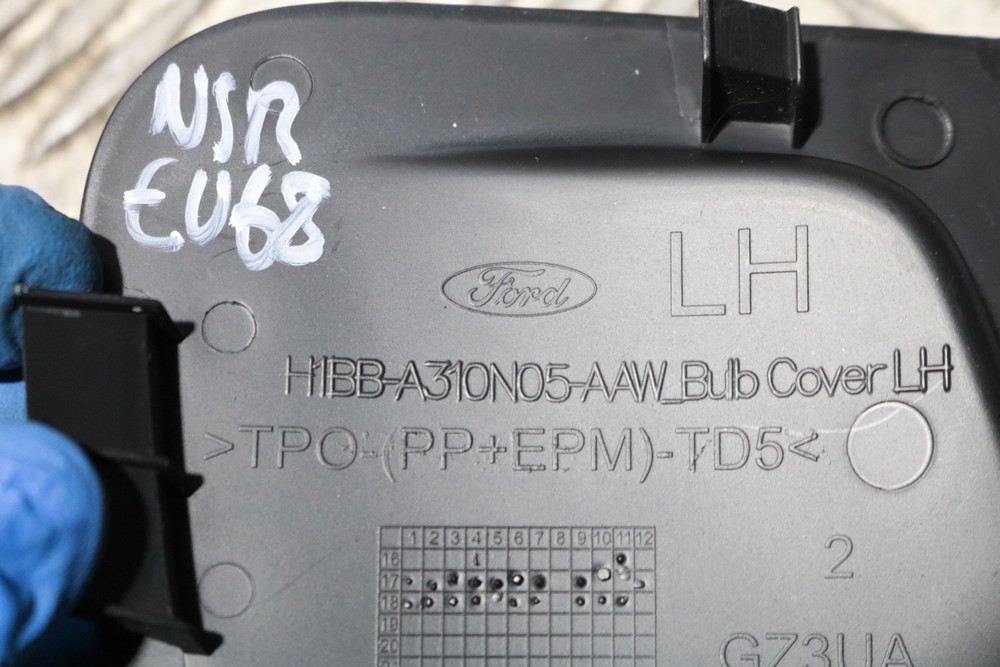 NSR
EU68
Ford
LH
H1BB-A310N05-AAW_Bulb Cover LH
>TPO-(PP+EPM)-TD5<
1 2 3 4 5 6 7 8 9 10 11 12
16
17
18
19
20
2
GZ3UA